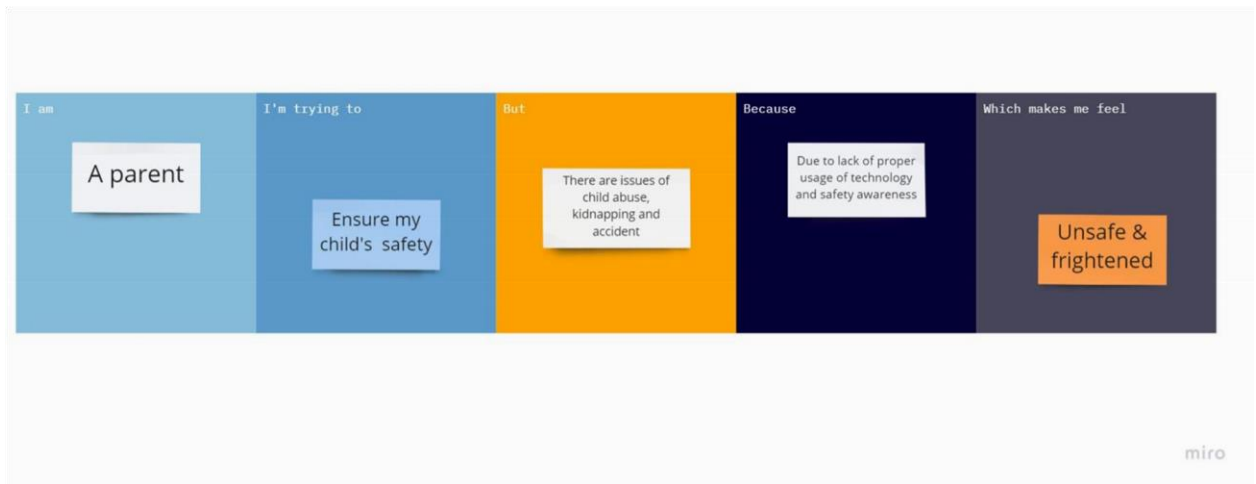 I am
A parent
I'm trying to
Ensure my
child's safety
But
There are issues of
child abuse,
kidnapping and
accident
Because
Due to lack of proper
usage of technology
and safety awareness
Which makes me feel
Unsafe &
frightened
miro